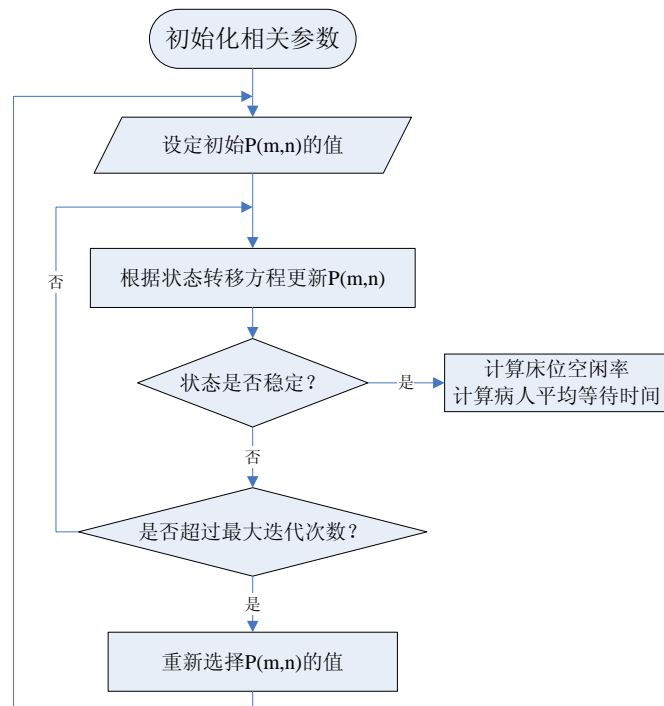 初始化相关参数
设定初始P(m,n)的值
否
根据状态转移方程更新P(m,n)
状态是否稳定?
是
计算床位空闲率
计算病人平均等待时间
否
是否超过最大迭代次数?
是
重新选择P(m,n)的值